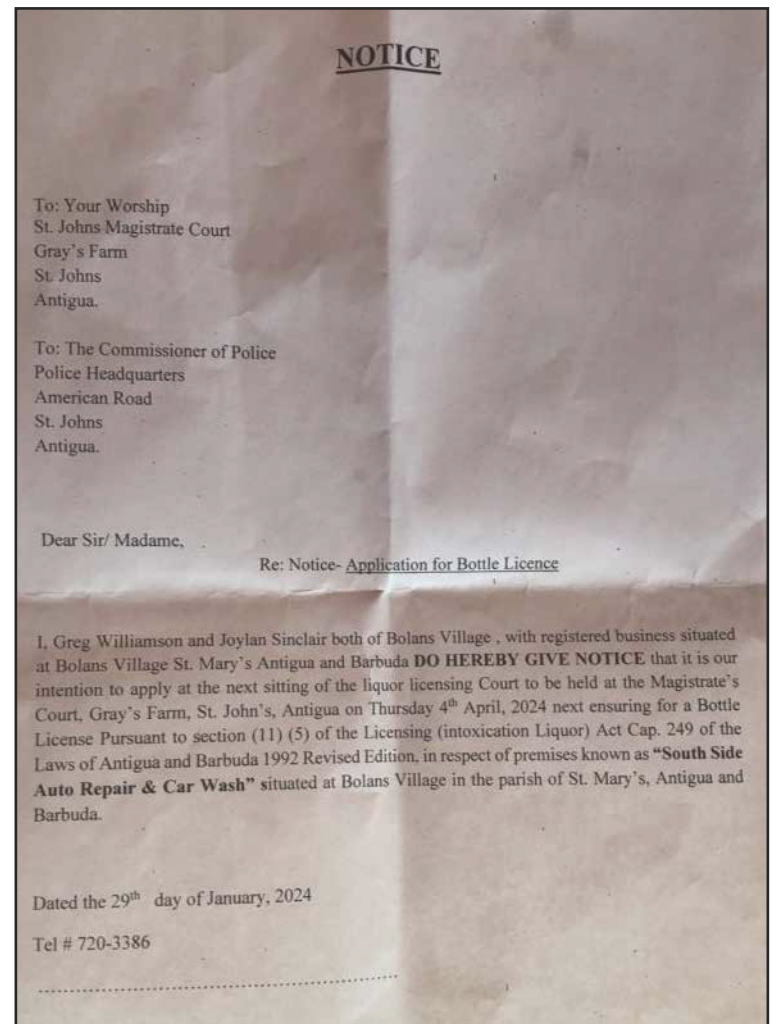 NOTICE
To: Your Worship
St. Johns Magistrate Court
Gray's Farm
St. Johns
Antigua.
To: The Commissioner of Police
Police Headquarters
American Road
St. Johns
Antigua.
Dear Sir/ Madame,
Re: Notice- Application for Bottle Licence
I, Greg Williamson and Joylan Sinclair both of Bolans Village , with registered business situated
at Bolans Village St. Mary's Antigua and Barbuda DO HEREBY GIVE NOTICE that it is our
intention to apply at the next sitting of the liquor licensing Court to be held at the Magistrate's
Court, Gray's Farm, St. John's, Antigua on Thursday 4th April, 2024 next ensuring for a Bottle
License Pursuant to section (11) (5) of the Licensing (intoxication Liquor) Act Cap. 249 of the
Laws of Antigua and Barbuda 1992 Revised Edition, in respect of premises known as "South Side
Auto Repair & Car Wash" situated at Bolans Village in the parish of St. Mary's, Antigua and
Barbuda.
Dated the 29th day of January, 2024
Tel # 720-3386